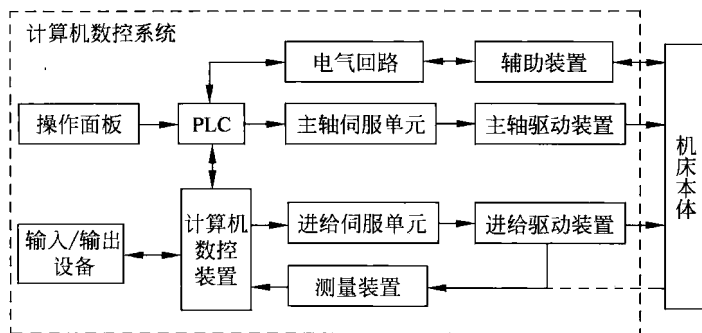 计算机数控系统
电气回路
辅助装置
操作面板
PLC
主轴伺服单元
主轴驱动装置
机床本体
输入/输出
设备
计算机
数控
装置
进给伺服单元
进给驱动装置
测量装置